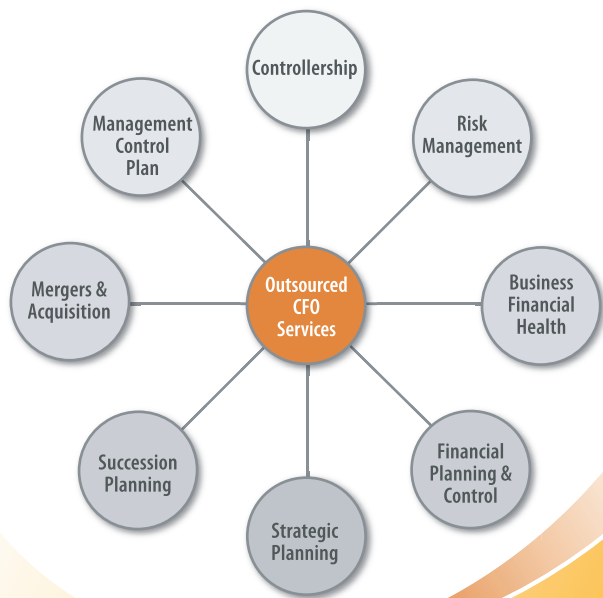 Controllership
Management
Control
Plan
Risk
Management
Mergers &
Acquisition
Outsourced
CFO
Services
Business
Financial
Health
Succession
Planning
Financial
Planning &
Control
Strategic
Planning